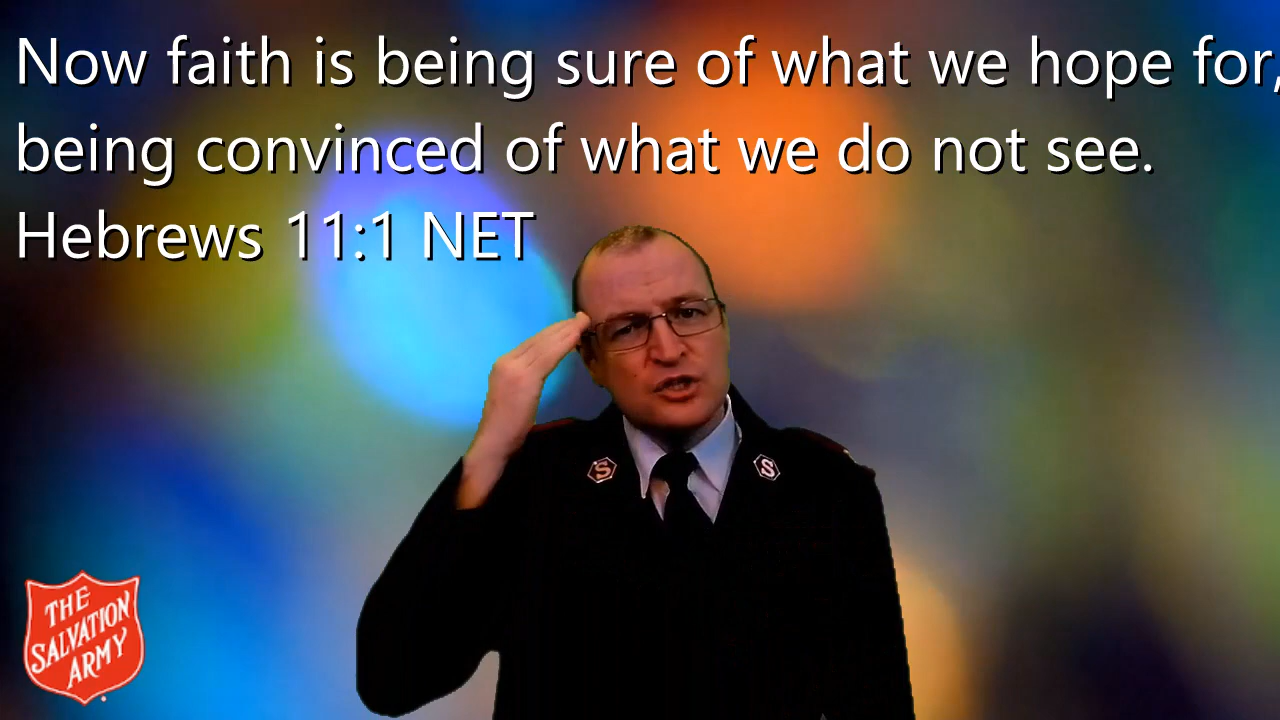 Now faith is being sure of what we hope for,
being convinced of what we do not see.
Hebrews 11:1 NET
S S
THE
SALVATION
ARMY